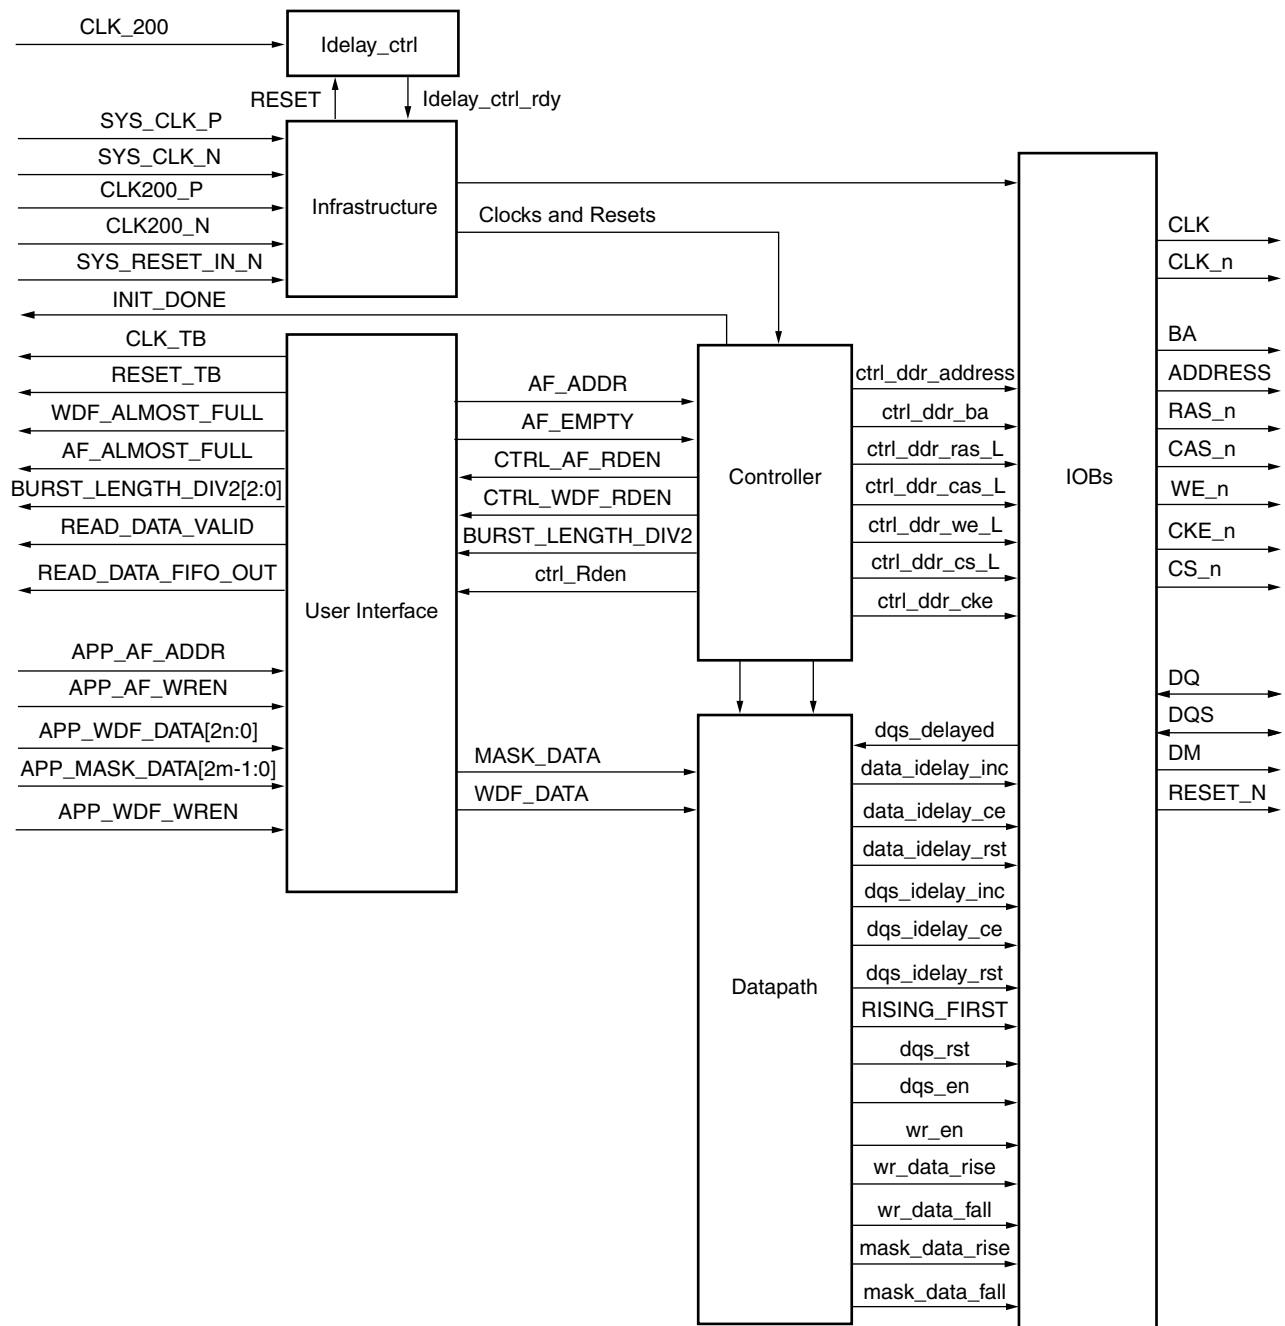 CLK_200
Idelay_ctrl
RESET
Idelay_ctrl_rdy
SYS_CLK_P
SYS_CLK_N
CLK200_P
CLK200_N
SYS_RESET_IN_N
Infrastructure
Clocks and Resets
INIT_DONE
CLK_TB
RESET_TB
WDF_ALMOST_FULL
AF_ALMOST_FULL
BURST_LENGTH_DIV2[2:0]
READ_DATA_VALID
READ_DATA_FIFO_OUT
APP_AF_ADDR
APP_AF_WREN
APP_WDF_DATA[2n:0]
APP_MASK_DATA[2m-1:0]
APP_WDF_WREN
User Interface
AF_ADDR
AF_EMPTY
CTRL_AF_RDEN
CTRL_WDF_RDEN
BURST_LENGTH_DIV2
ctrl_Rden
MASK_DATA
WDF_DATA
Controller
ctrl_ddr_address
ctrl_ddr_ba
ctrl_ddr_ras_L
ctrl_ddr_cas_L
ctrl_ddr_we_L
ctrl_ddr_cs_L
ctrl_ddr_cke
Datapath
dqs_delayed
data_idelay_inc
data_idelay_ce
data_idelay_rst
dqs_idelay_inc
dqs_idelay_ce
dqs_idelay_rst
RISING_FIRST
dqs_rst
dqs_en
wr_en
wr_data_rise
wr_data_fall
mask_data_rise
mask_data_fall
IOBs
CLK
CLK_n
BA
ADDRESS
RAS_n
CAS_n
WE_n
CKE_n
CS_n
DQ
DQS
DM
RESET_N